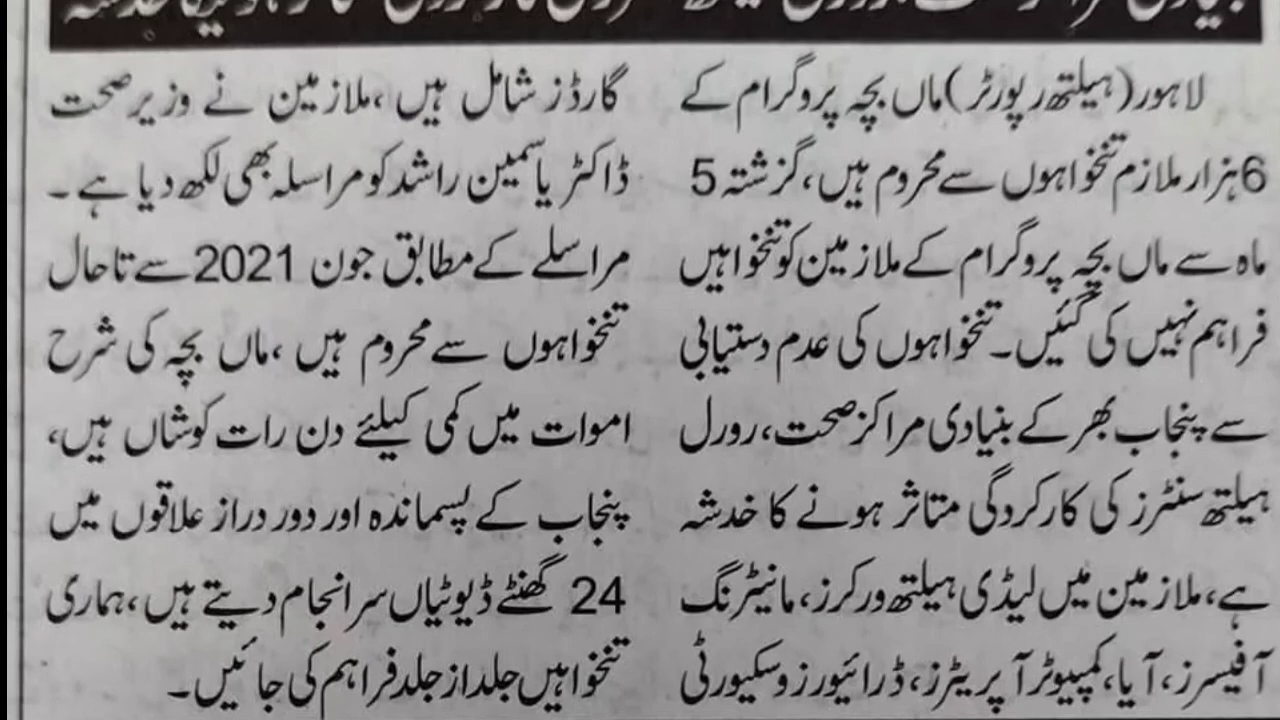 لاہور(ہیلتھ رپورٹر)ماں بچہ پروگرام کے
6ہزار ملازم تنخواہوں سے محروم ہیں،گزشتہ 5
ماہ سے ماں بچہ پروگرام کے ملازمین کو تنخواہیں
فراہم نہیں کی گئیں۔تنخواہوں کی عدم دستیابی
سے پنجاب بھر کے بنیادی مراکز صحت،رورل
ہیلتھ سنٹرز کی کارکردگی متاثر ہونے کا خدشہ
ہے،ملازمین میں لیڈی ہیلتھ ورکرز،مانیٹرنگ
آفیسرز،آیا،کمپیوٹر آپریٹرز،ڈرائیورز و سکیورٹی
گارڈز شامل ہیں،ملازمین نے وزیر صحت
ڈاکٹر یاسمین راشد کو مراسلہ بھی لکھ دیا ہے۔
مراسلے کے مطابق جون 2021 سے تاحال
تنخواہوں سے محروم ہیں،ماں بچہ کی شرح
اموات میں کمی کیلئے دن رات کوشاں ہیں،
پنجاب کے پسماندہ اور دور دراز علاقوں میں
24 گھنٹے ڈیوٹیاں سرانجام دیتے ہیں،ہماری
تنخواہیں جلد از جلد فراہم کی جائیں۔